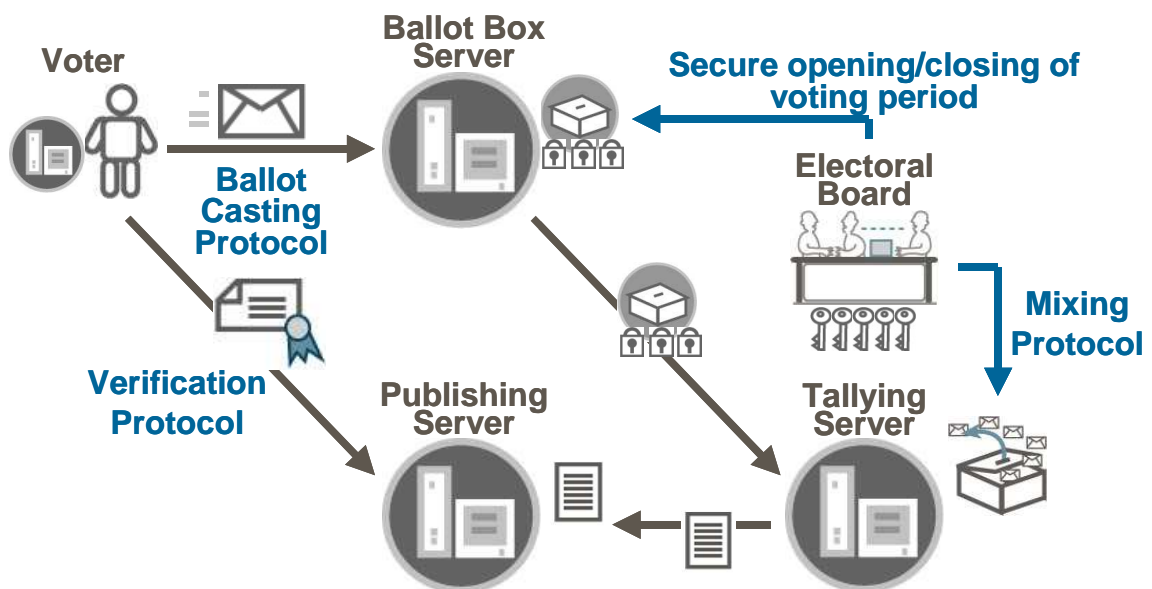 Ballot Box
Server
Voter
Secure opening/closing of
voting period
Ballot
Casting
Protocol
Electoral
Board
Mixing
Protocol
Verification
Protocol
Publishing
Server
Tallying
Server